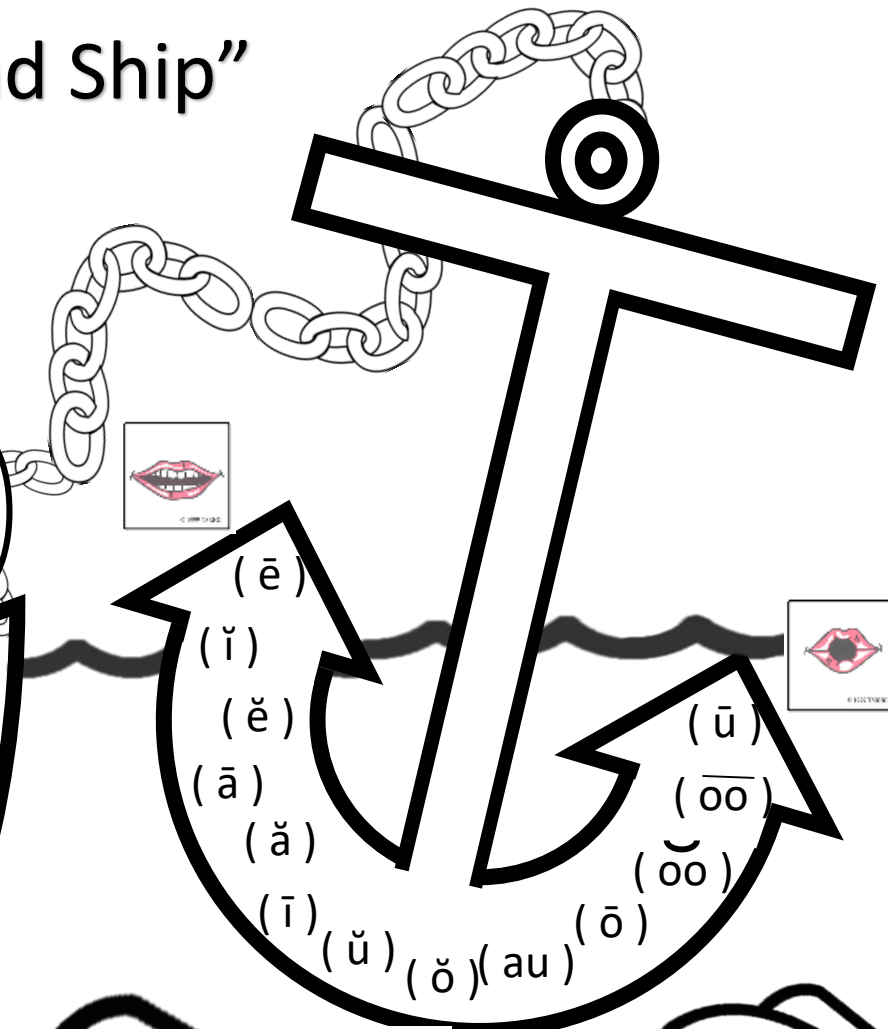 d Ship”
( ē )
( ĭ )
( ĕ )
( ā )
( ă )
( ī )
( ŭ )
( ŏ )
( au )
( ō )
( o͝o )
( o͞o )
( ū )